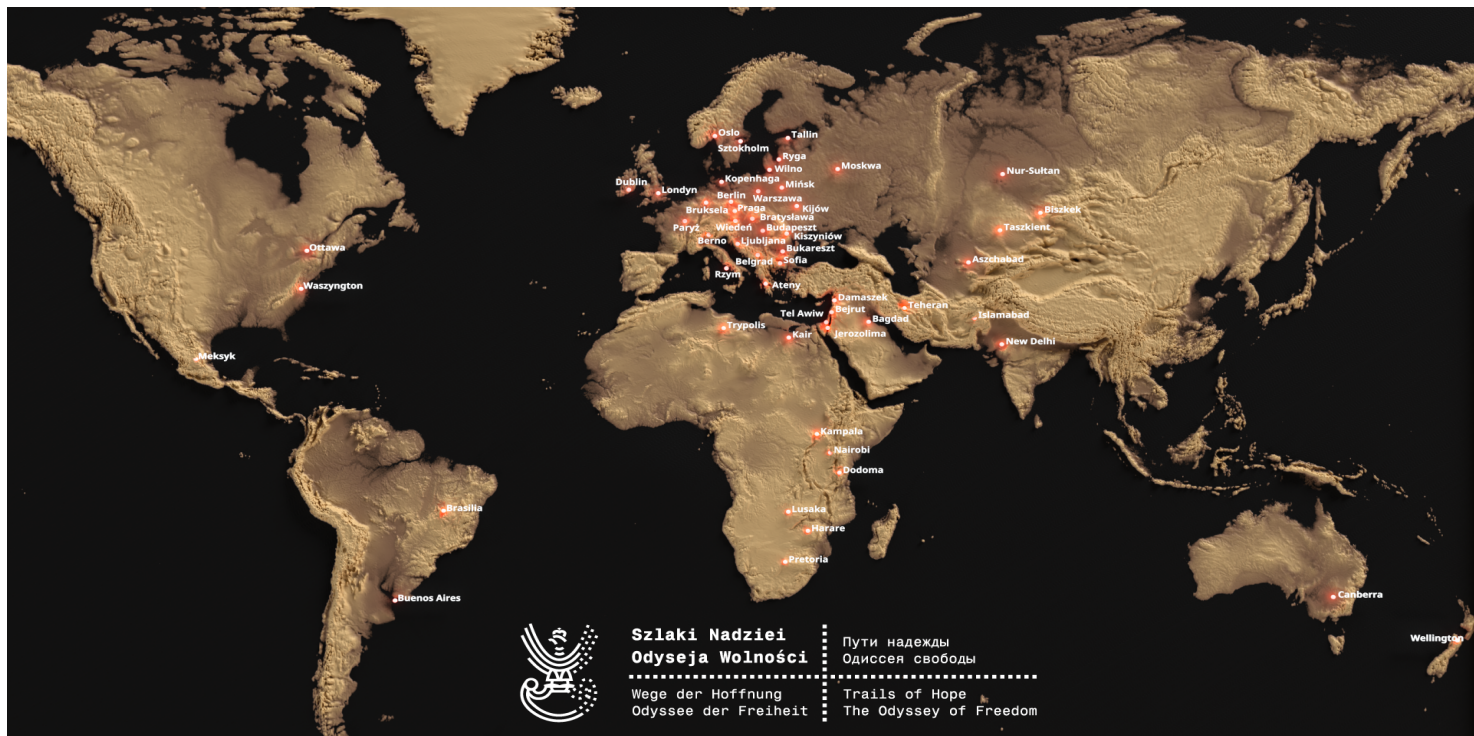 Oslo
Tallin
Sztokholm
Ryga
Wilno
Moskwa
Nur-Sułtan
Kopenhaga
Dublin
Londyn
Mińsk
Berlin
Warszawa
Bruksela
Praga
Kijów
Biszkek
Bratysława
Paryż
Wiedeń
Budapeszt
Taszkient
Kiszyniów
Berno
Ljubljana
Ottawa
Bukareszt
Belgrad
Sofia
Aszchabad
Rzym
Ateny
Waszyngton
Damaszek
Teheran
Bejrut
Tel Awiw
Islamabad
Bagdad
Trypolis
Kair
Jerozolima
New Delhi
Meksyk
Kampala
Nairobi
Dodoma
Brasilia
Lusaka
Harare
Pretoria
Canberra
Buenos Aires
Wellington
Szlaki Nadziei
Odyseja Wolności
Пути надежды
Одиссея свободы
Wege der Hoffnung
Odyssee der Freiheit
Trails of Hope
The Odyssey of Freedom